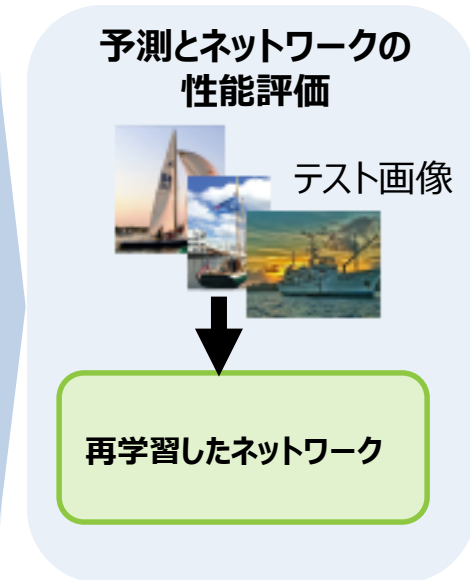 予測とネットワークの
性能評価
テスト画像
再学習したネットワーク